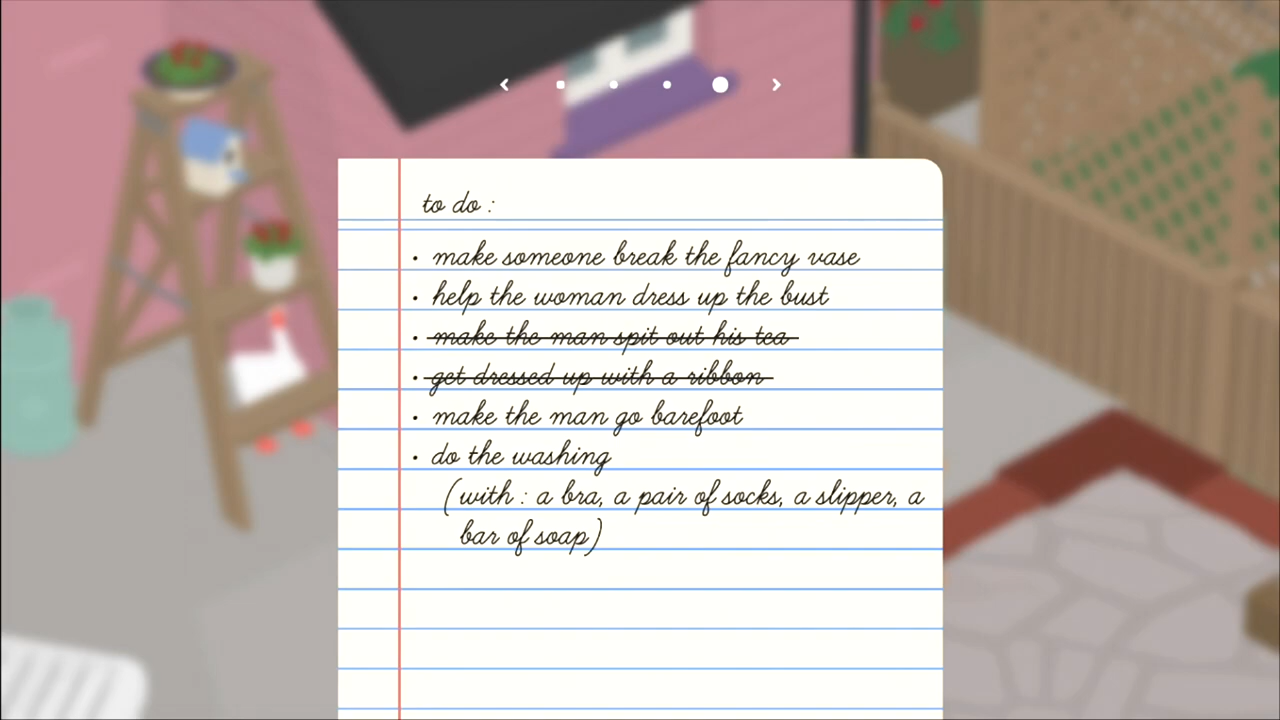 to do :
• make someone break the fancy vase
• help the woman dress up the bust
• make the man spit out his tea
• get dressed up with a ribbon
• make the man go barefoot
• do the washing
(with : a bra, a pair of socks, a slipper, a
bar of soap)